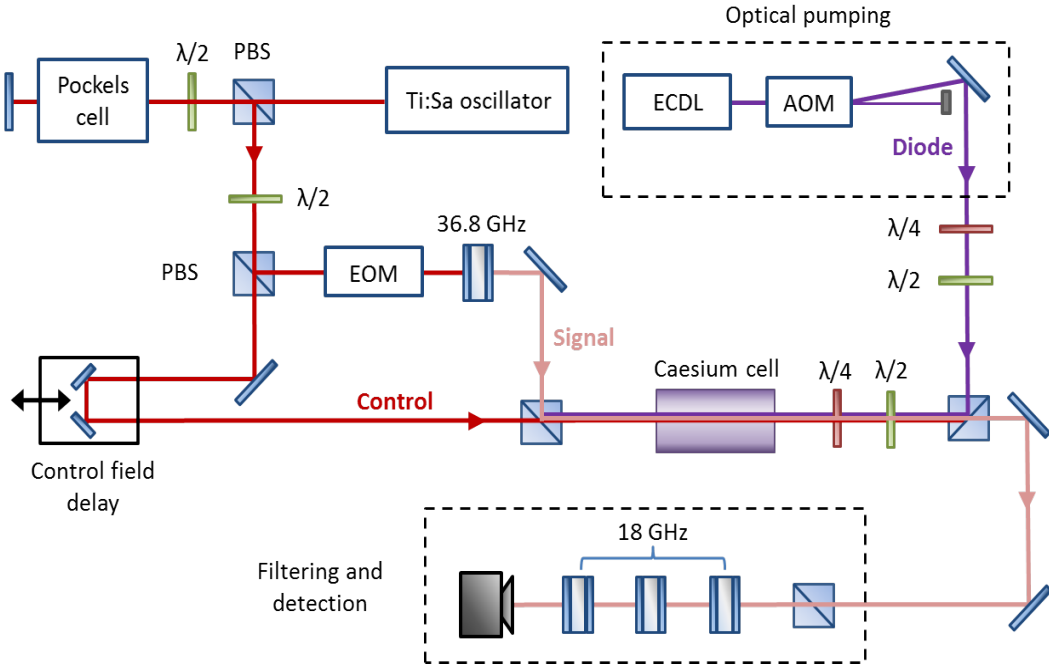 Optical pumping
λ/2
PBS
Pockels
cell
Ti:Sa oscillator
ECDL
AOM
Diode
λ/2
λ/4
36.8 GHz
PBS
EOM
λ/2
Signal
Caesium cell
λ/4
λ/2
Control
Control field
delay
18 GHz
Filtering and
detection